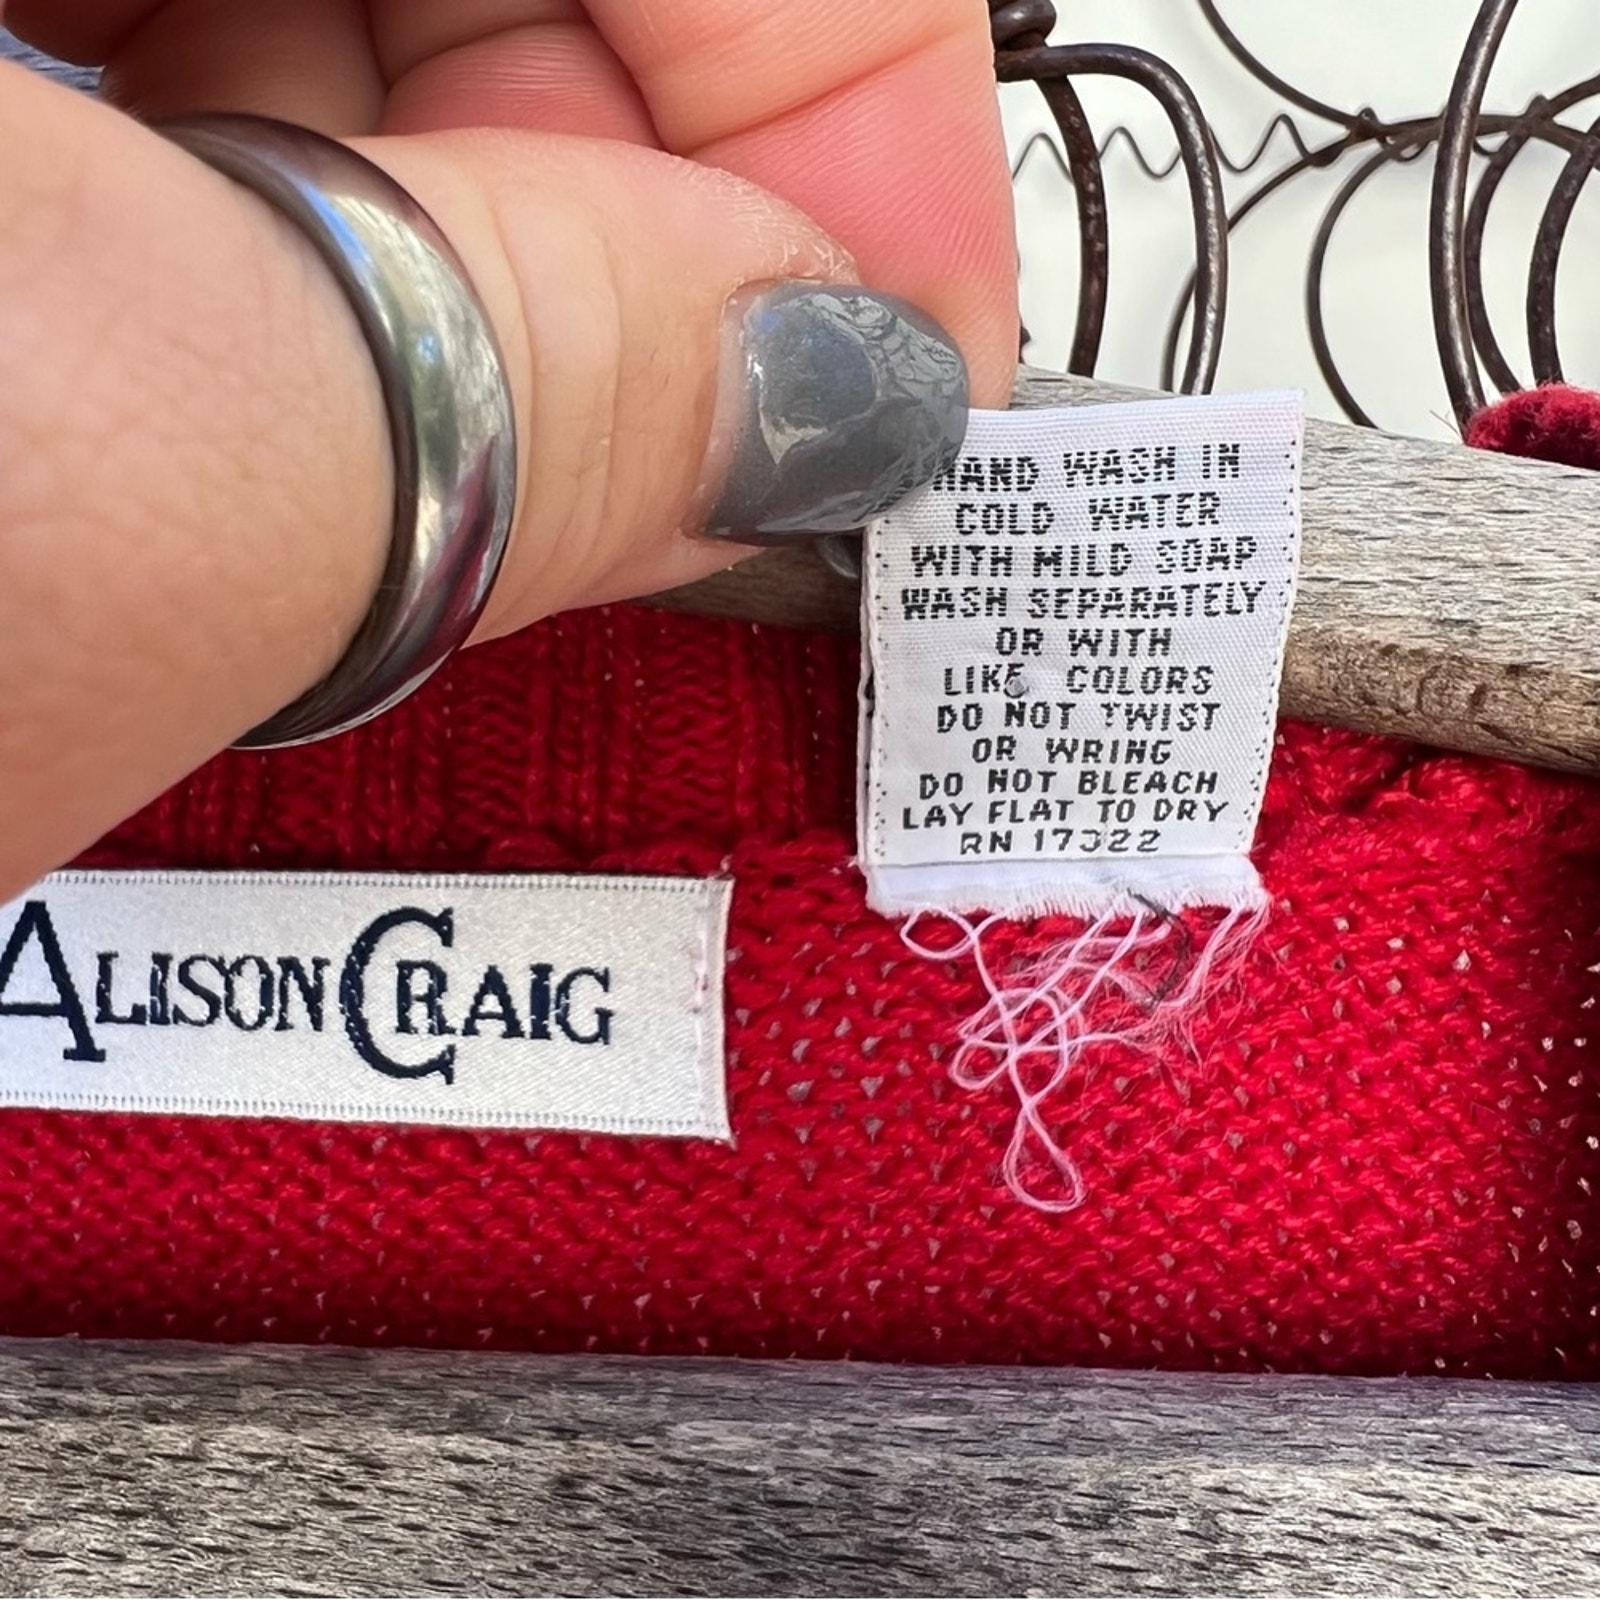 HAND WASH IN
COLD WATER
WITH MILD SOAP
WASH SEPARATELY
OR WITH
LIKE COLORS
DO NOT TWIST
OR WRING
DO NOT BLEACH
LAY FLAT TO DRY
RN 17322
ALISON CRAIG